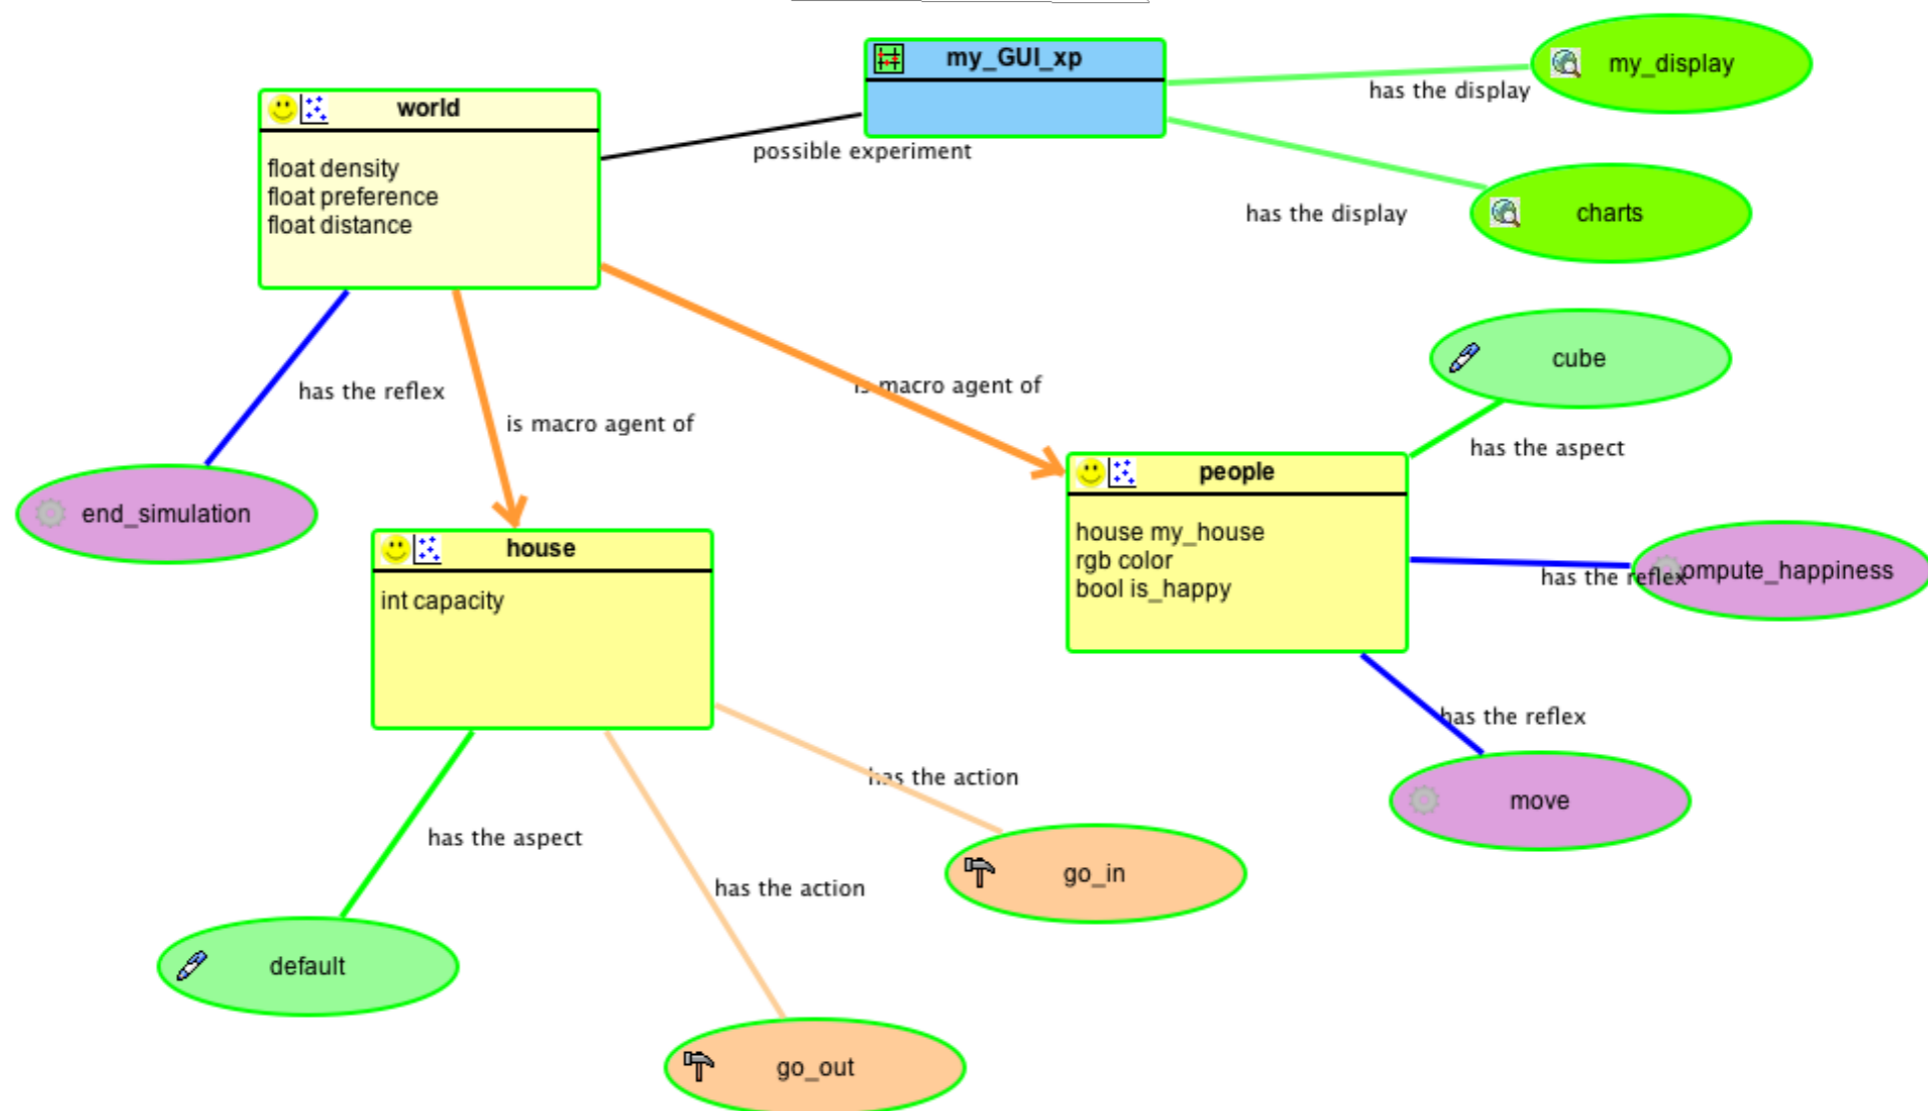 my_GUI_xp
my_display
has the display
world
possible experiment
float density
float preference
float distance
has the display
charts
cube
has the reflex
is macro agent of
is macro agent of
has the aspect
people
end_simulation
house
house my_house
rgb color
bool is_happy
has the reflex
ompute_happiness
int capacity
has the reflex
has the action
move
has the aspect
go_in
has the action
default
go_out